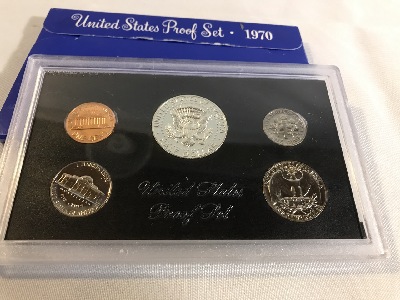 United States Proof Set · 1970
United States
Proof Set